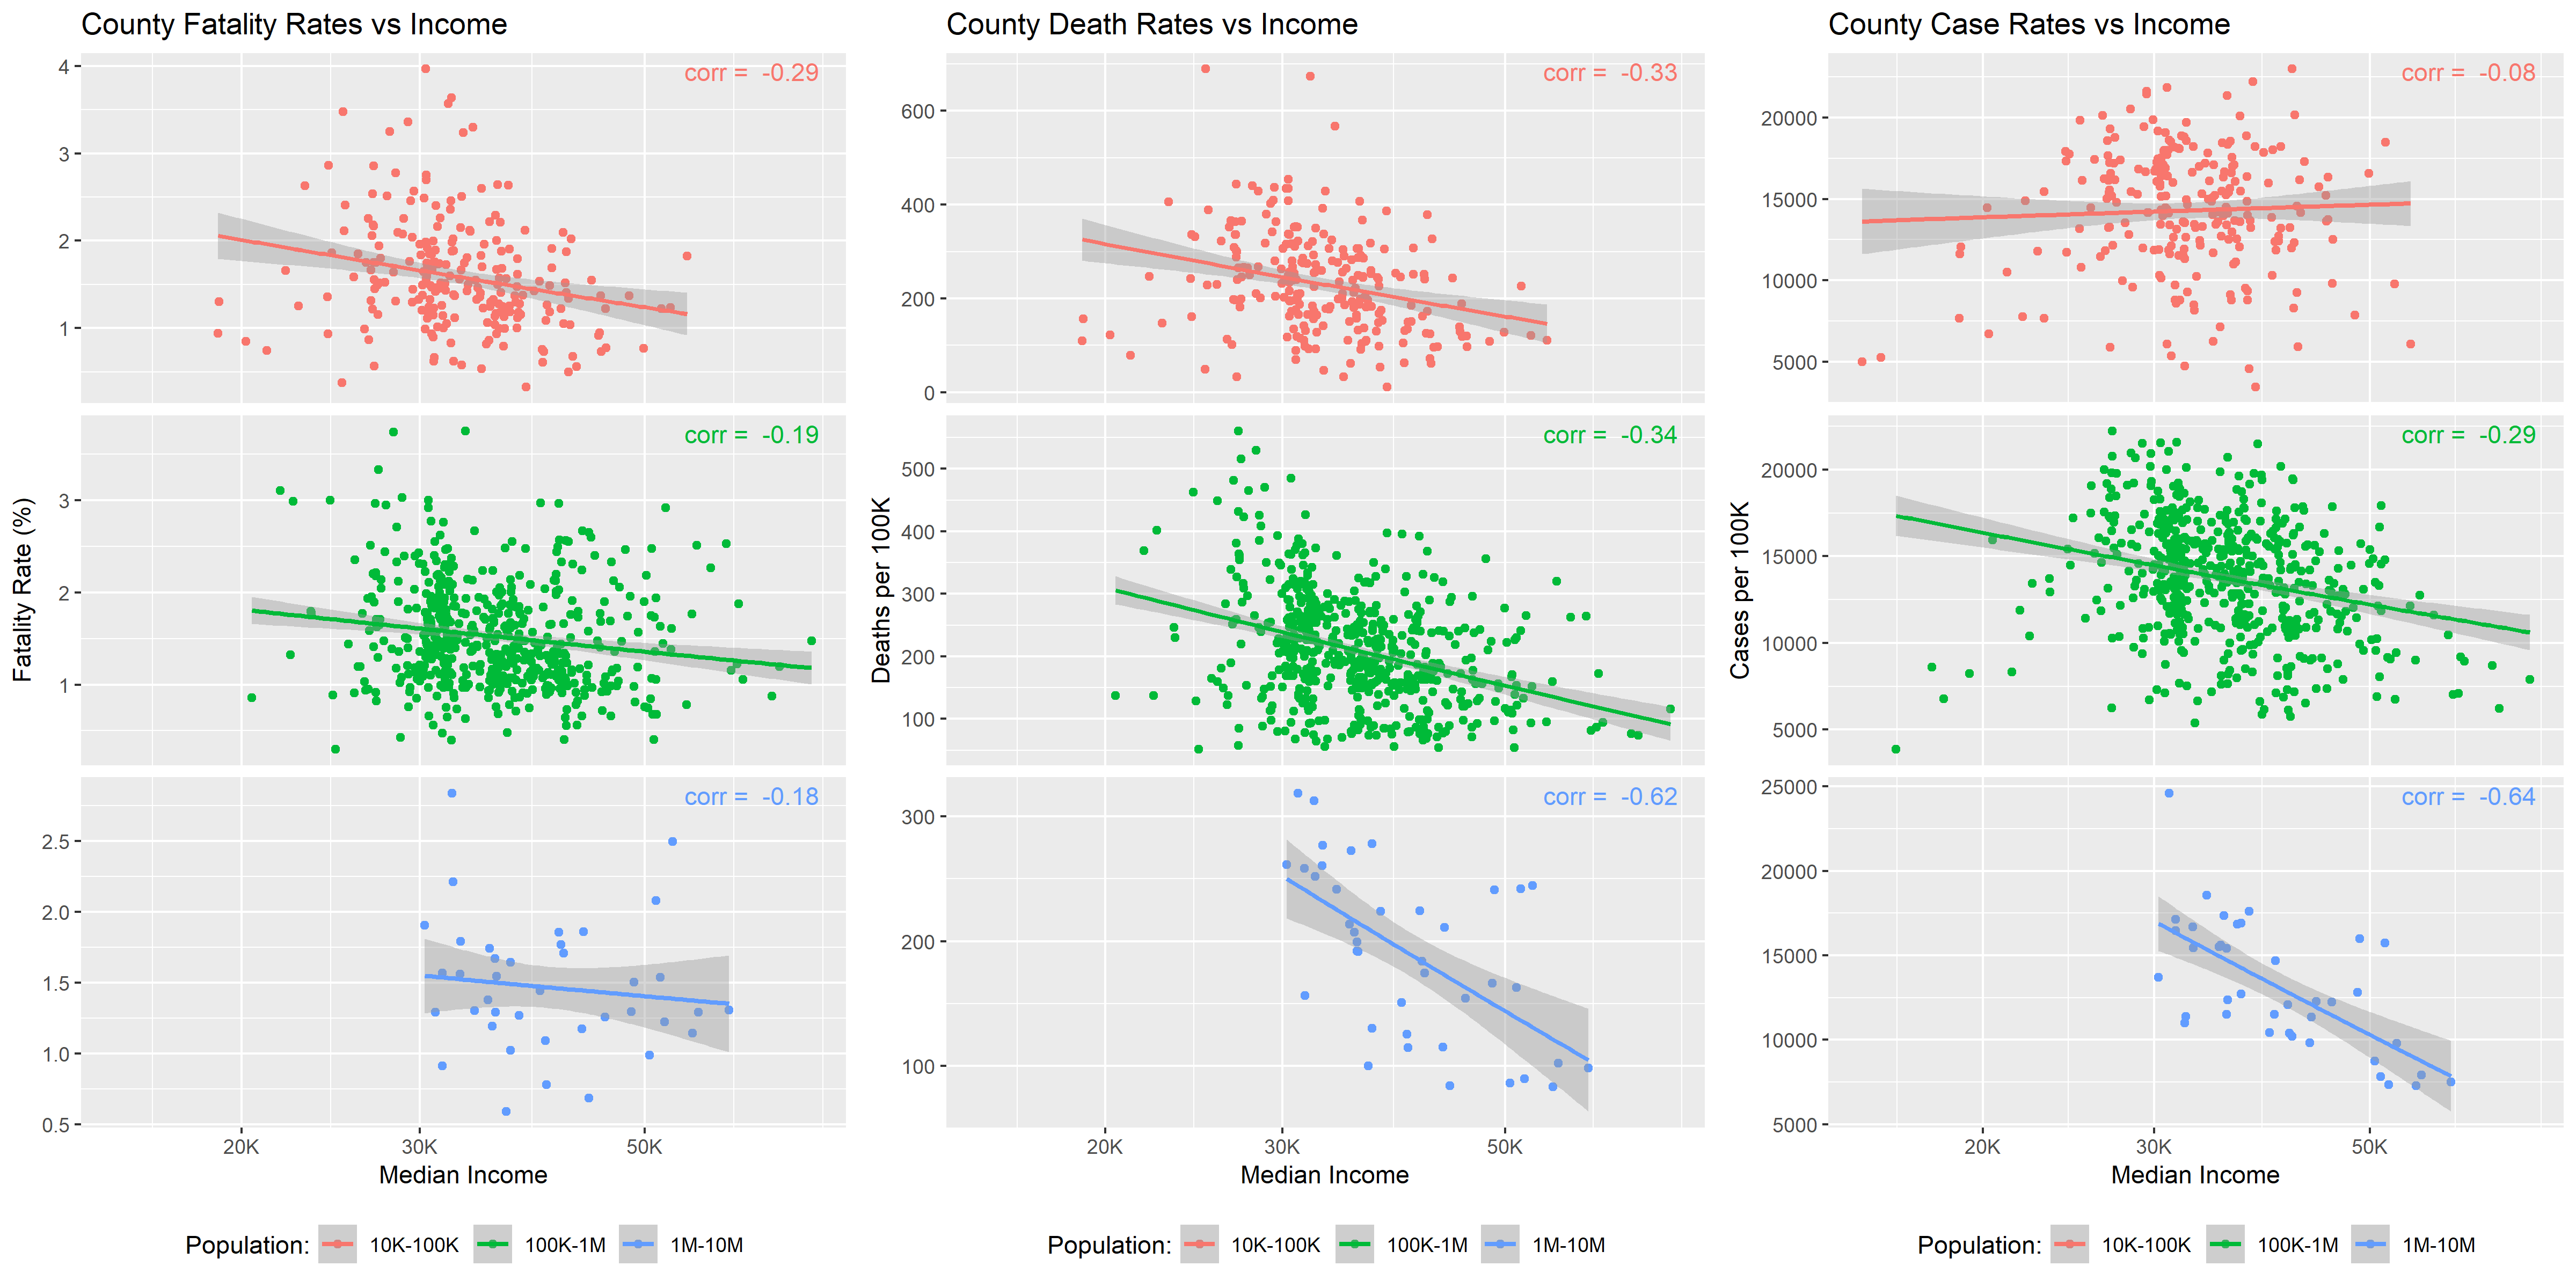 County Fatality Rates vs Income
corr = -0.29
4
3
2
1
corr = -0.19
3
2
1
Fatality Rate (%)
corr = -0.18
2.5
2.0
1.5
1.0
0.5
20K 30K 50K
Median Income
Population: 10K-100K 100K-1M 1M-10M
County Death Rates vs Income
corr = -0.33
600
400
200
0
corr = -0.34
500
400
300
200
100
Deaths per 100K
corr = -0.62
300
200
100
20K 30K 50K
Median Income
Population: 10K-100K 100K-1M 1M-10M
County Case Rates vs Income
corr = -0.08
20000
15000
10000
5000
corr = -0.29
20000
15000
10000
5000
Cases per 100K
corr = -0.64
25000
20000
15000
10000
5000
20K 30K 50K
Median Income
Population: 10K-100K 100K-1M 1M-10M